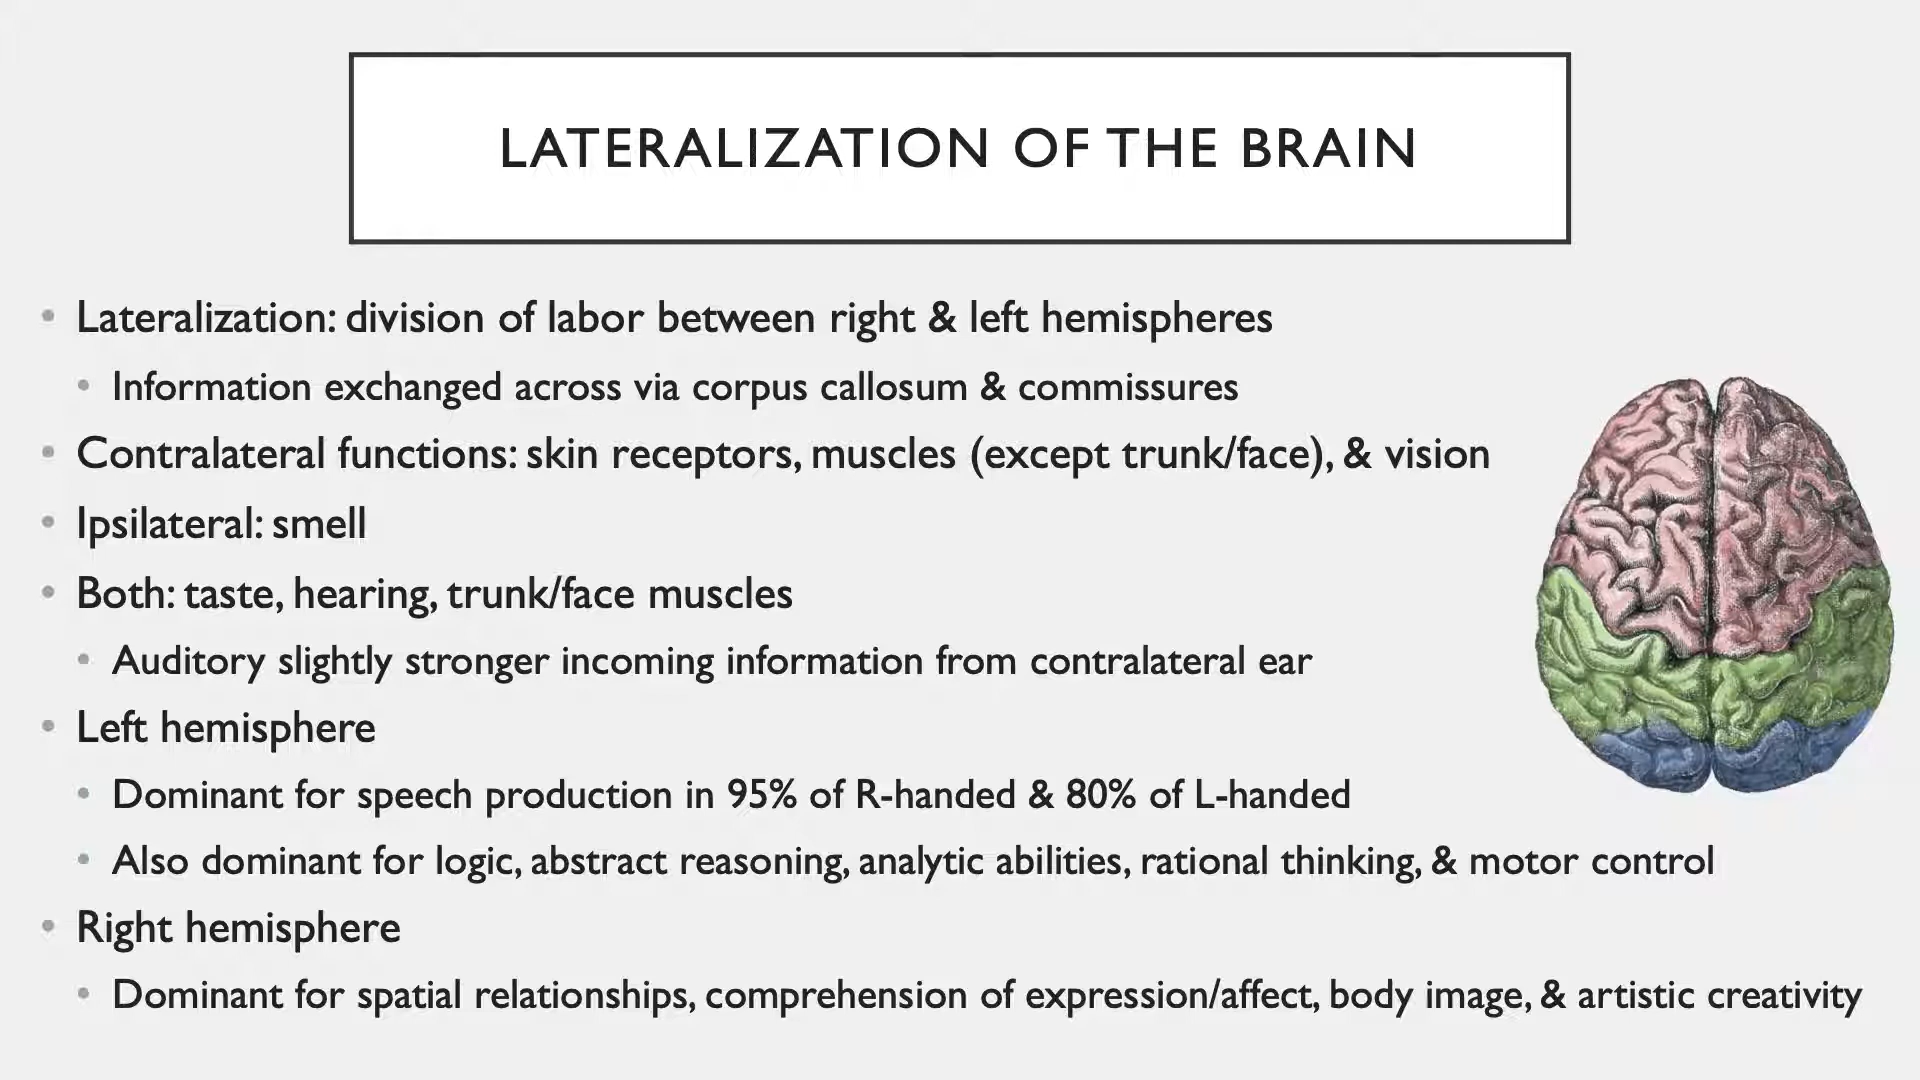 LATERALIZATION OF THE BRAIN
• Lateralization: division of labor between right & left hemispheres
• Information exchanged across via corpus callosum & commissures
• Contralateral functions: skin receptors, muscles (except trunk/face), & vision
• Ipsilateral: smell
• Both: taste, hearing, trunk/face muscles
• Auditory slightly stronger incoming information from contralateral ear
• Left hemisphere
• Dominant for speech production in 95% of R-handed & 80% of L-handed
• Also dominant for logic, abstract reasoning, analytic abilities, rational thinking, & motor control
• Right hemisphere
• Dominant for spatial relationships, comprehension of expression/affect, body image, & artistic creativity